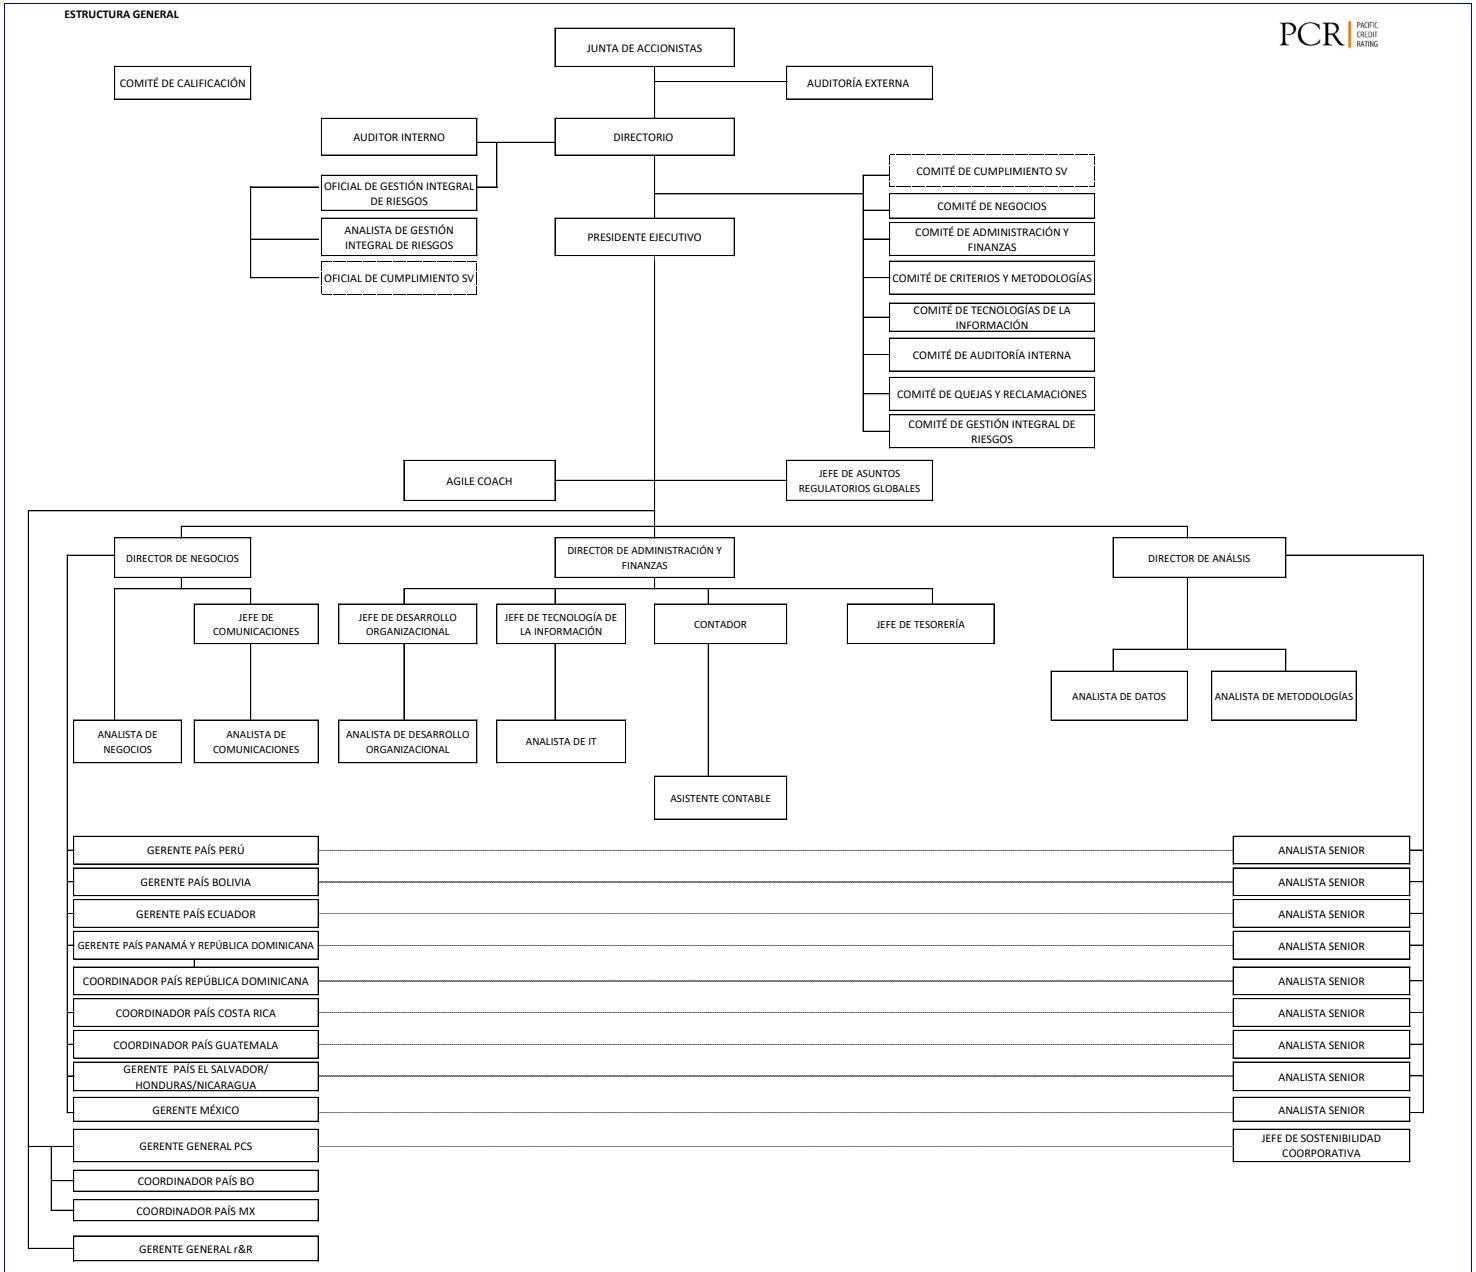 ESTRUCTURA GENERAL
PCR
PACIFIC
CREDIT
RATING
JUNTA DE ACCIONISTAS
COMITÉ DE CALIFICACIÓN
AUDITORÍA EXTERNA
AUDITOR INTERNO
DIRECTORIO
OFICIAL DE GESTIÓN INTEGRAL
DE RIESGOS
ANALISTA DE GESTIÓN
INTEGRAL DE RIESGOS
OFICIAL DE CUMPLIMIENTO SV
PRESIDENTE EJECUTIVO
COMITÉ DE CUMPLIMIENTO SV
COMITÉ DE NEGOCIOS
COMITÉ DE ADMINISTRACIÓN Y
FINANZAS
COMITÉ DE CRITERIOS Y METODOLOGÍAS
COMITÉ DE TECNOLOGÍAS DE LA
INFORMACIÓN
COMITÉ DE AUDITORÍA INTERNA
COMITÉ DE QUEJAS Y RECLAMACIONES
COMITÉ DE GESTIÓN INTEGRAL DE
RIESGOS
AGILE COACH
JEFE DE ASUNTOS
REGULATORIOS GLOBALES
DIRECTOR DE NEGOCIOS
DIRECTOR DE ADMINISTRACIÓN Y
FINANZAS
DIRECTOR DE ANÁLSIS
JEFE DE
COMUNICACIONES
JEFE DE DESARROLLO
ORGANIZACIONAL
JEFE DE TECNOLOGÍA DE
LA INFORMACIÓN
CONTADOR
JEFE DE TESORERÍA
ANALISTA DE DATOS
ANALISTA DE METODOLOGÍAS
ANALISTA DE
NEGOCIOS
ANALISTA DE
COMUNICACIONES
ANALISTA DE DESARROLLO
ORGANIZACIONAL
ANALISTA DE IT
ASISTENTE CONTABLE
GERENTE PAÍS PERÚ
ANALISTA SENIOR
GERENTE PAÍS BOLIVIA
ANALISTA SENIOR
GERENTE PAÍS ECUADOR
ANALISTA SENIOR
GERENTE PAÍS PANAMÁ Y REPÚBLICA DOMINICANA
ANALISTA SENIOR
COORDINADOR PAÍS REPÚBLICA DOMINICANA
ANALISTA SENIOR
COORDINADOR PAÍS COSTA RICA
ANALISTA SENIOR
COORDINADOR PAÍS GUATEMALA
ANALISTA SENIOR
GERENTE PAÍS EL SALVADOR/
HONDURAS/NICARAGUA
ANALISTA SENIOR
GERENTE MÉXICO
ANALISTA SENIOR
GERENTE GENERAL PCS
JEFE DE SOSTENIBILIDAD
COORPORATIVA
COORDINADOR PAÍS BO
COORDINADOR PAÍS MX
GERENTE GENERAL r&R